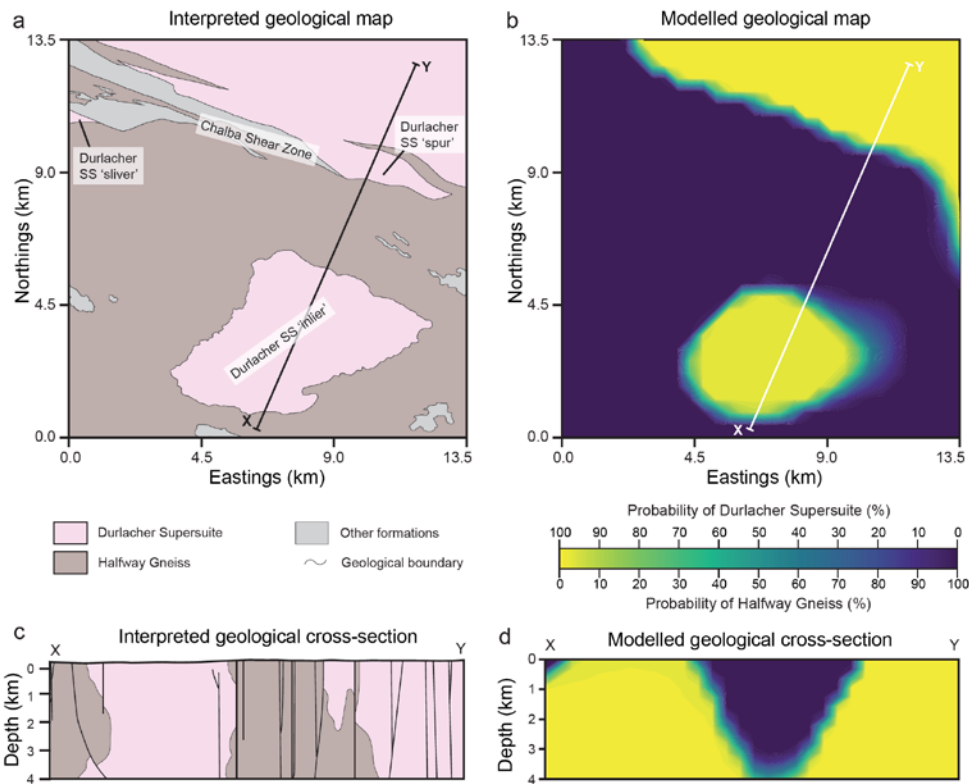 a
Interpreted geological map
13.5
9.0
4.5
0.0
Northings (km)
Y
Chalba Shear Zone
Durlacher
SS 'spur'
Durlacher
SS 'sliver'
Durlacher SS 'inlier'
X
0.0 4.5 9.0 13.5
Eastings (km)
b
Modelled geological map
13.5
9.0
4.5
0.0
Northings (km)
Y
X
0.0 4.5 9.0 13.5
Eastings (km)
Durlacher Supersuite
Halfway Gneiss
Other formations
Geological boundary
Probability of Durlacher Supersuite (%)
100 90 80 70 60 50 40 30 20 10 0
0 10 20 30 40 50 60 70 80 90 100
Probability of Halfway Gneiss (%)
c
Interpreted geological cross-section
X Y
0
1
2
3
4
Depth (km)
d
Modelled geological cross-section
X Y
0
1
2
3
4
Depth (km)